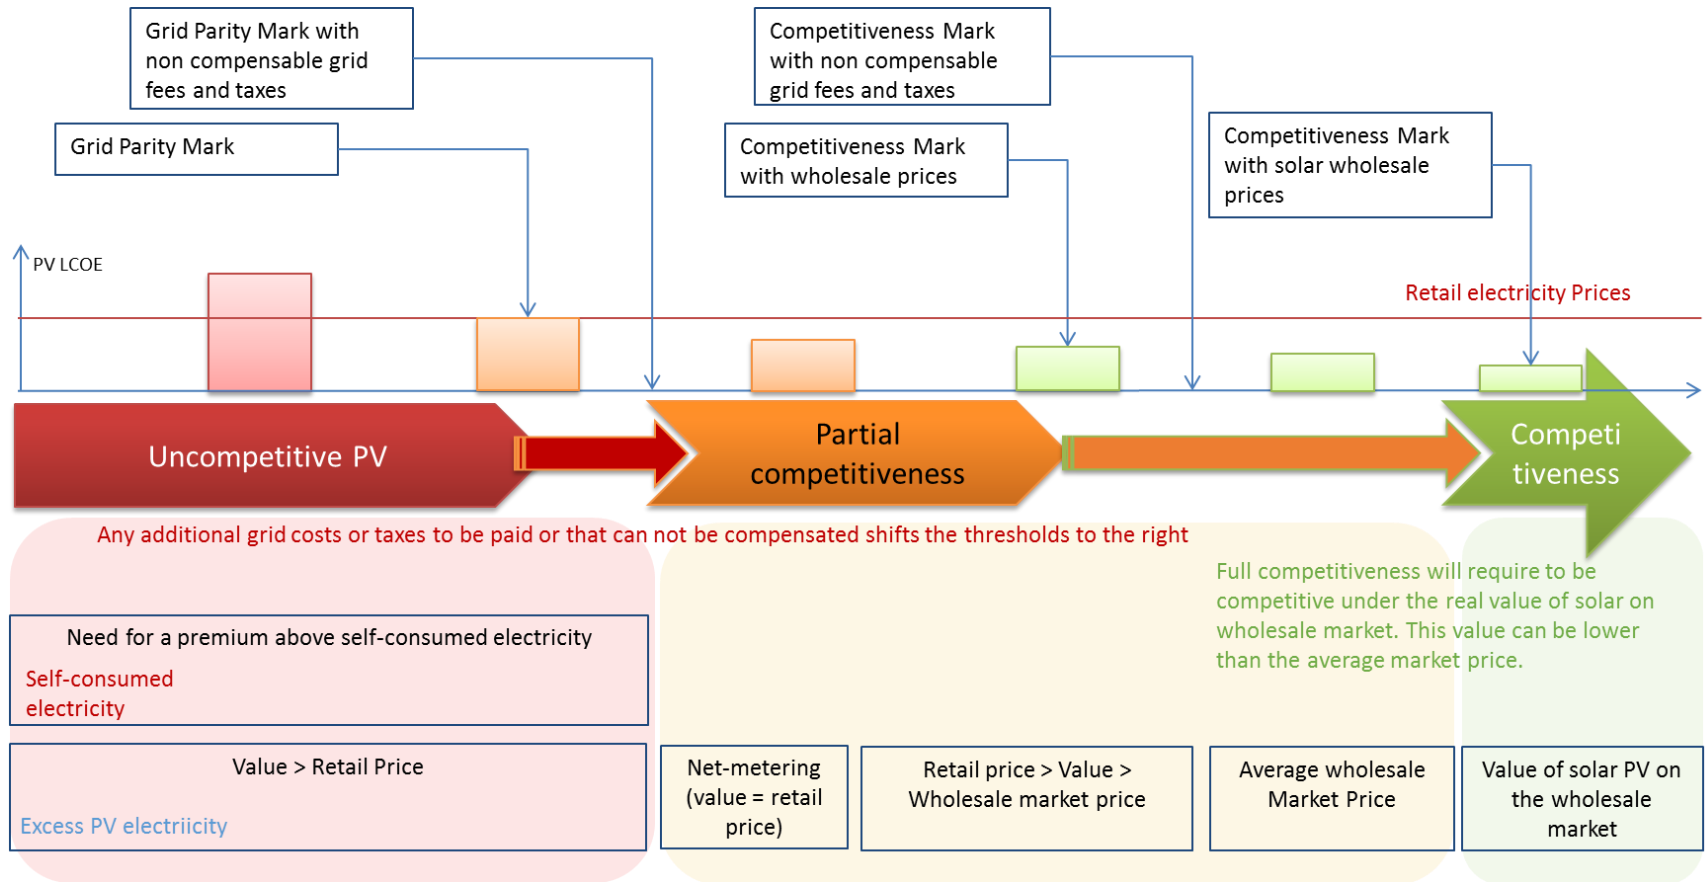 Grid Parity Mark with
non compensable grid
fees and taxes
Competitiveness Mark
with non compensable
grid fees and taxes
Grid Parity Mark
Competitiveness Mark
with wholesale prices
Competitiveness Mark
with solar wholesale
prices
PV LCOE
Retail electricity Prices
Uncompetitive PV
Partial
competitiveness
Competi
tiveness
Any additional grid costs or taxes to be paid or that can not be compensated shifts the thresholds to the right
Full competitiveness will require to be
competitive under the real value of solar on
wholesale market. This value can be lower
than the average market price.
Need for a premium above self-consumed electricity
Self-consumed
electricity
Value > Retail Price
Excess PV electriicity
Net-metering
(value = retail
price)
Retail price > Value >
Wholesale market price
Average wholesale
Market Price
Value of solar PV on
the wholesale
market